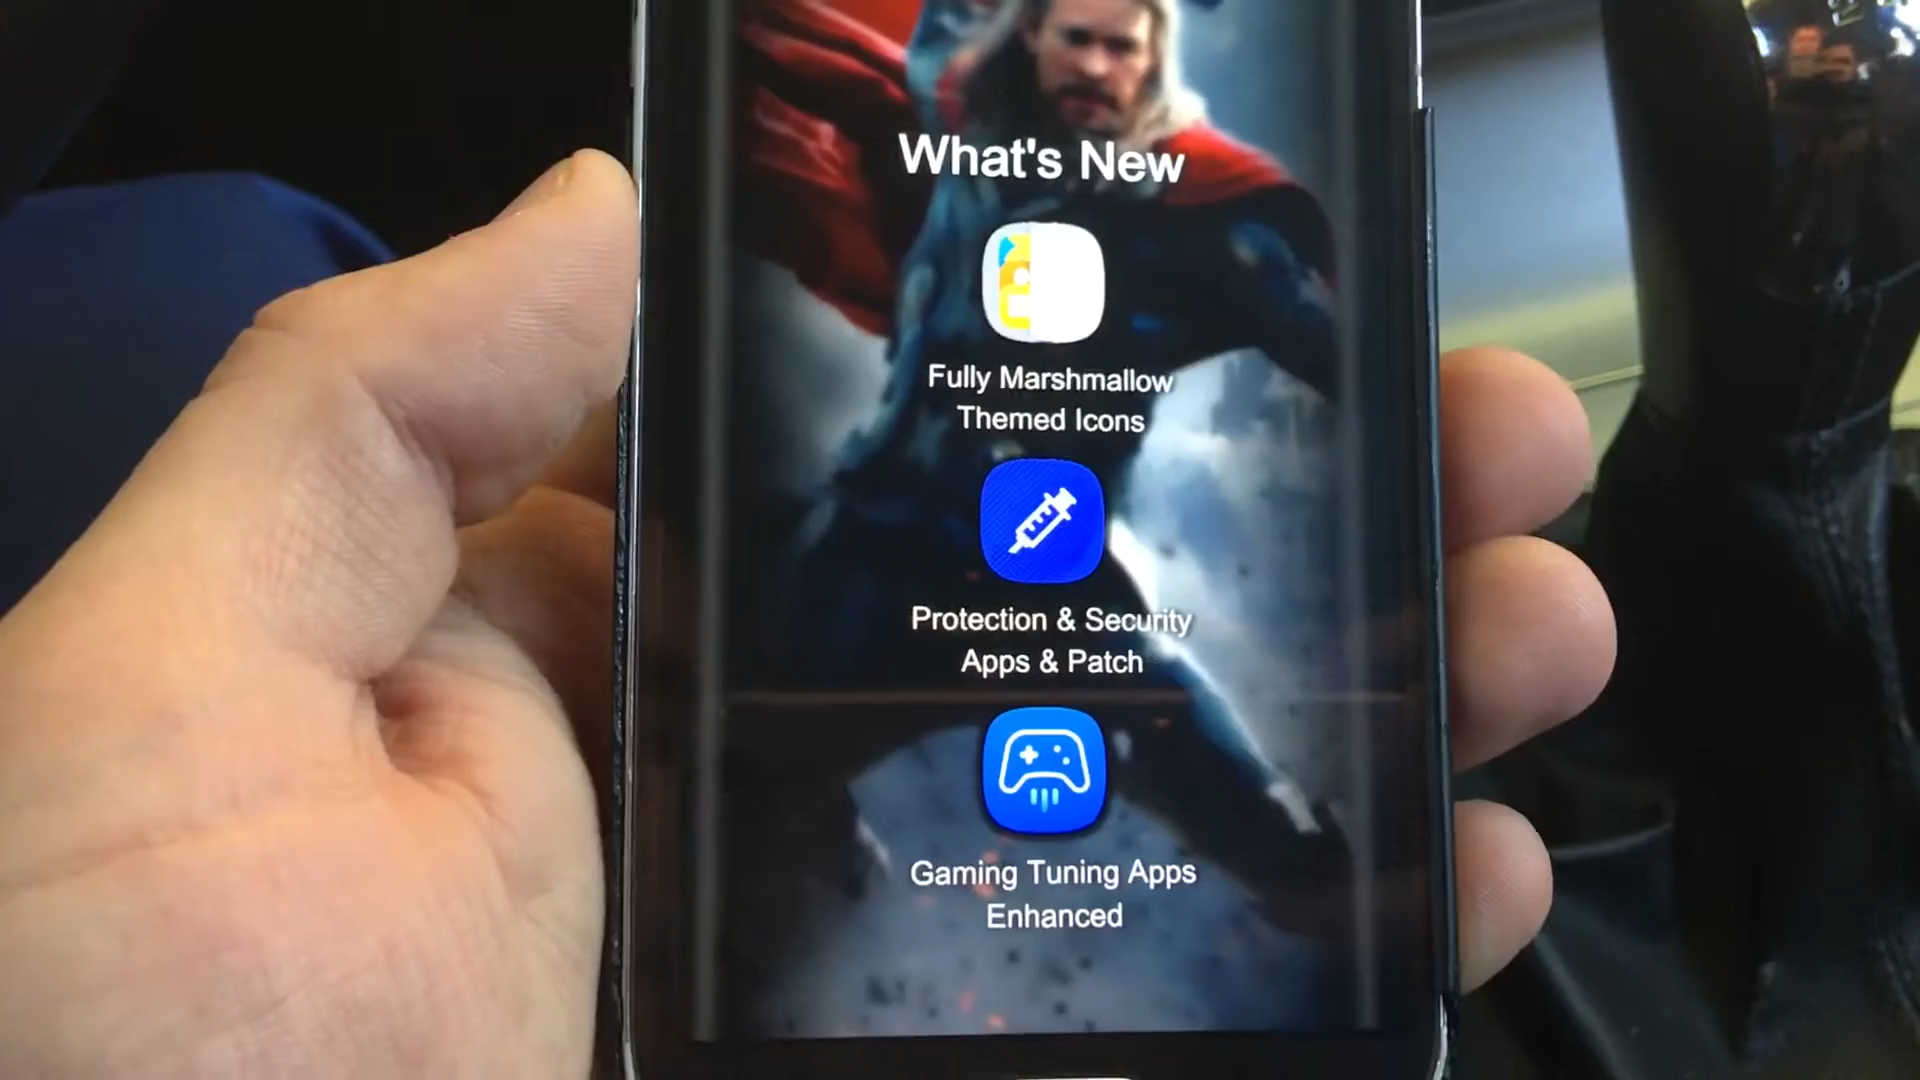 What's New
Fully Marshmallow
Themed Icons
Protection & Security
Apps & Patch
Gaming Tuning Apps
Enhanced